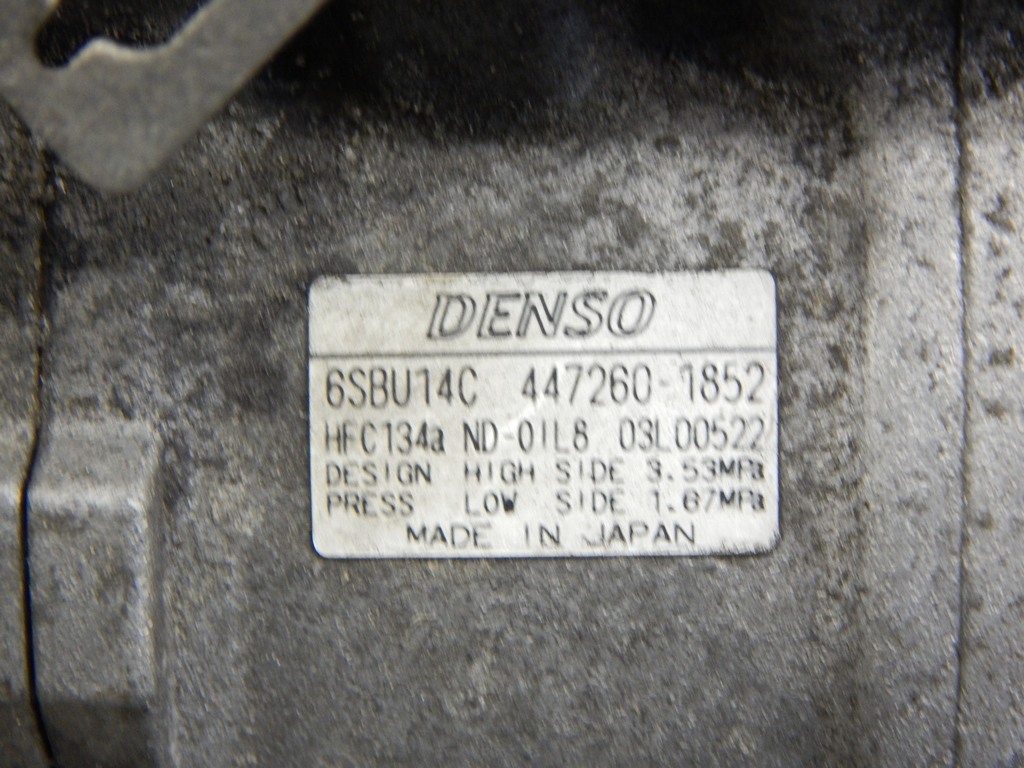 DENSO
6SBU14C 447260-1852
HFC134a ND-OIL8 03L00522
DESIGN HIGH SIDE 3.53MPa
PRESS LOW SIDE 1.67MPa
MADE IN JAPAN